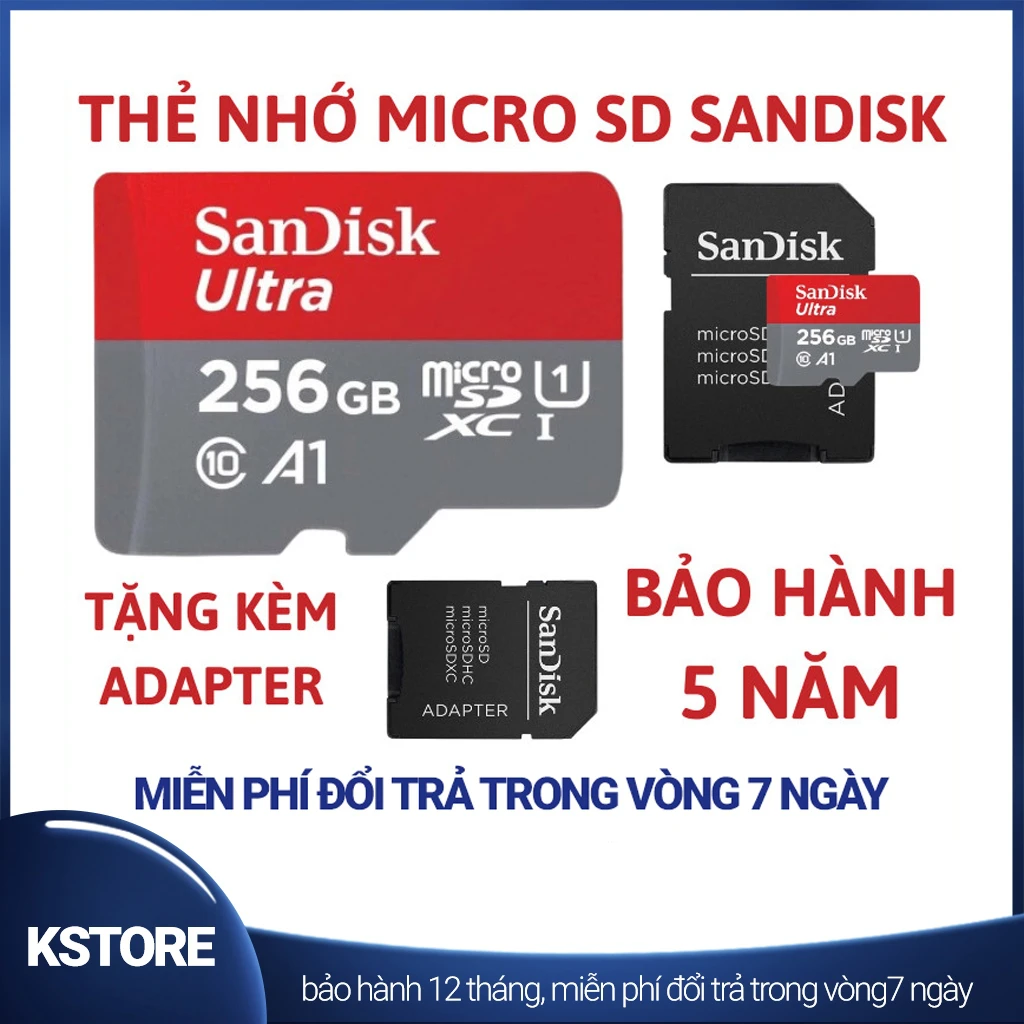 THẺ NHỚ MICRO SD SANDISK
SanDisk
Ultra
256 GB micro SD XC I U1
10 A1
SanDisk
microSD
microSD
microSD
AD
SanDisk
Ultra
256 GB micro SD XC I U1
10 A1
TẶNG KÈM
ADAPTER
SanDisk
microSD
microSDHC
microSDXC
ADAPTER
BẢO HÀNH
5 NĂM
MIỄN PHÍ ĐỔI TRẢ TRONG VÒNG 7 NGÀY
KSTORE
bảo hành 12 tháng, miễn phí đổi trả trong vòng7 ngày